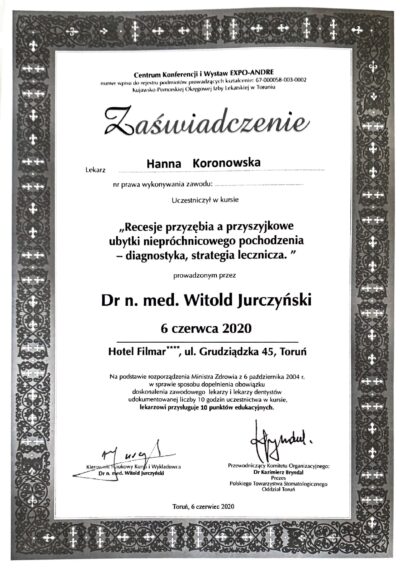 Centrum Konferencji i Wystaw EXPO-ANDRE
numer wpisu do rejestru podmiotów prowadzących kształcenie: 67-000058-003-0002
Kujawsko-Pomorskiej Okręgowej Izby Lekarskiej w Toruniu
Zaświadczenie
Lekarz Hanna Koronowska
nr prawa wykonywania zawodu:
Uczestniczył w kursie
„Recesje przyzębia a przyszyjkowe
ubytki niepróchnicowego pochodzenia
– diagnostyka, strategia lecznicza. ”
prowadzonym przez
Dr n. med. Witold Jurczyński
6 czerwca 2020
Hotel Filmar****, ul. Grudziądzka 45, Toruń
Na podstawie rozporządzenia Ministra Zdrowia z 6 października 2004 r.
w sprawie sposobu dopełnienia obowiązku
doskonalenia zawodowego lekarzy i lekarzy dentystów
udokumentowanej liczby 10 godzin uczestnictwa w kursie,
lekarzowi przysługuje 10 punktów edukacyjnych.
Kierownik Naukowy Kursu i Wykładowca
Dr n. med. Witold Jurczyński
Przewodniczący Komitetu Organizacyjnego:
Dr Kazimierz Bryndal
Prezes
Polskiego Towarzystwa Stomatologicznego
Oddział Toruń
Toruń, 6 czerwiec 2020